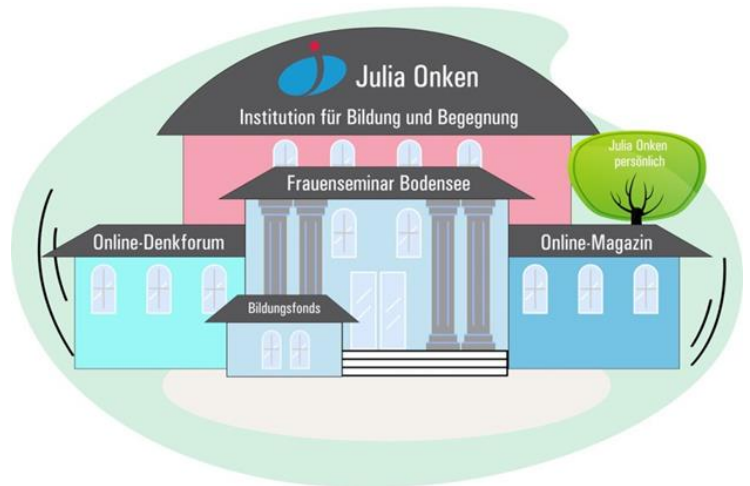 Julia Onken
Institution für Bildung und Begegnung
Julia Onken
persönlich
Frauenseminar Bodensee
Online-Denkforum
Online-Magazin
Bildungsfonds